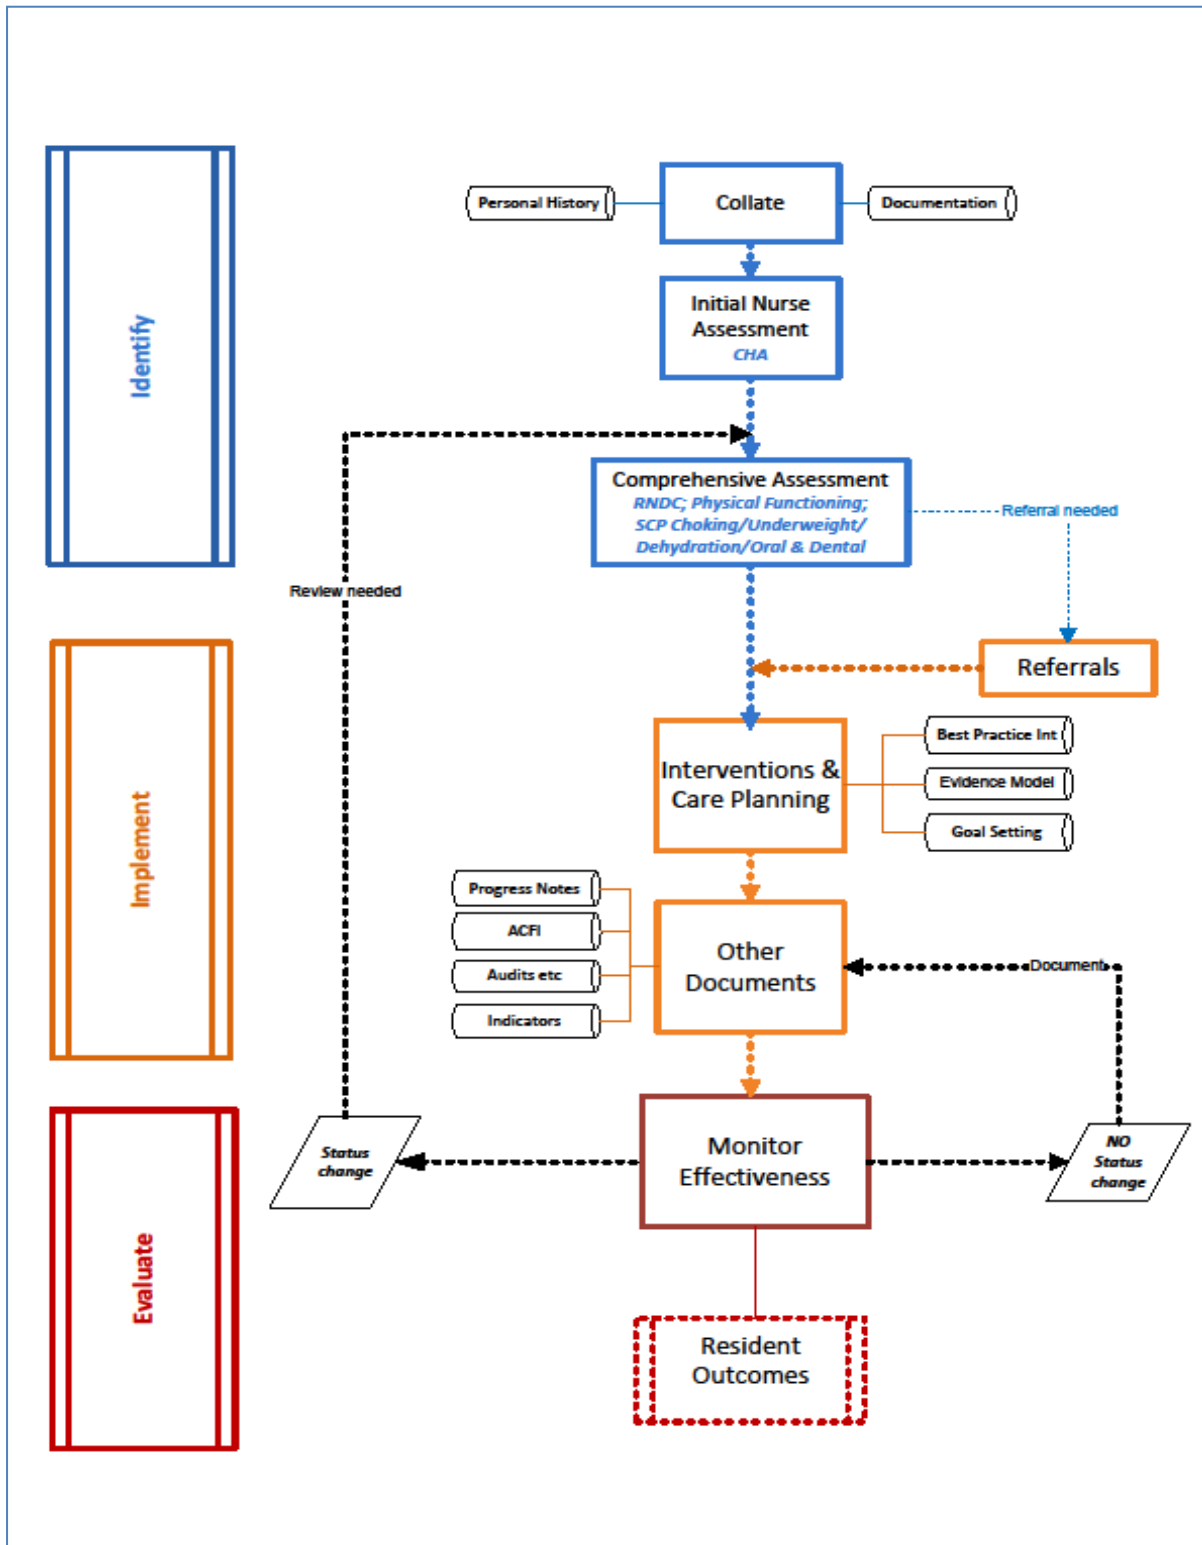 Identify
Personal History
Collate
Documentation
Initial Nurse
Assessment
CHA
Comprehensive Assessment
RNDC; Physical Functioning;
SCP Choking/Underweight/
Dehydration/Oral & Dental
Referral needed
Review needed
Implement
Referrals
Interventions &
Care Planning
Best Practice Int
Evidence Model
Goal Setting
Progress Notes
ACFI
Audits etc
Indicators
Other
Documents
Document
Evaluate
Status
change
Monitor
Effectiveness
NO
Status
change
Resident
Outcomes